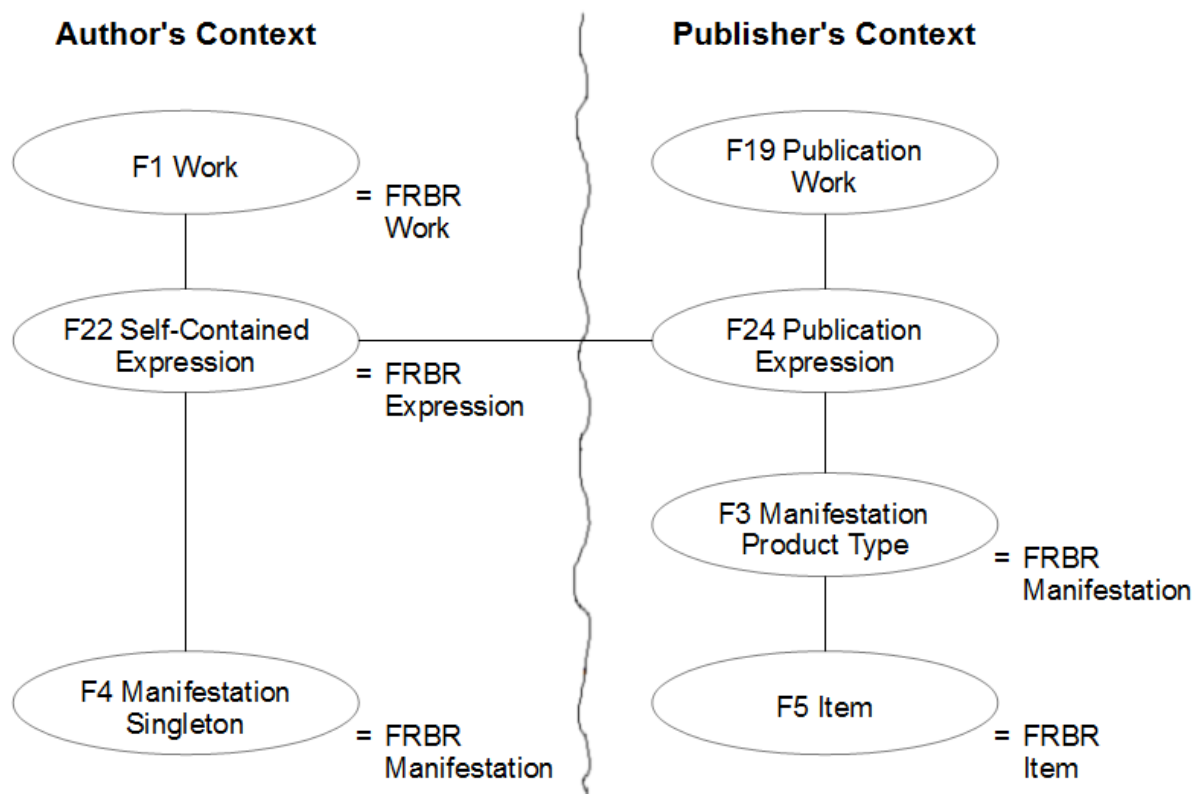 Author's Context
Publisher's Context
F1 Work
= FRBR
Work
F19 Publication
Work
F22 Self-Contained
Expression
= FRBR
Expression
F24 Publication
Expression
F3 Manifestation
Product Type
= FRBR
Manifestation
F4 Manifestation
Singleton
= FRBR
Manifestation
F5 Item
= FRBR
Item